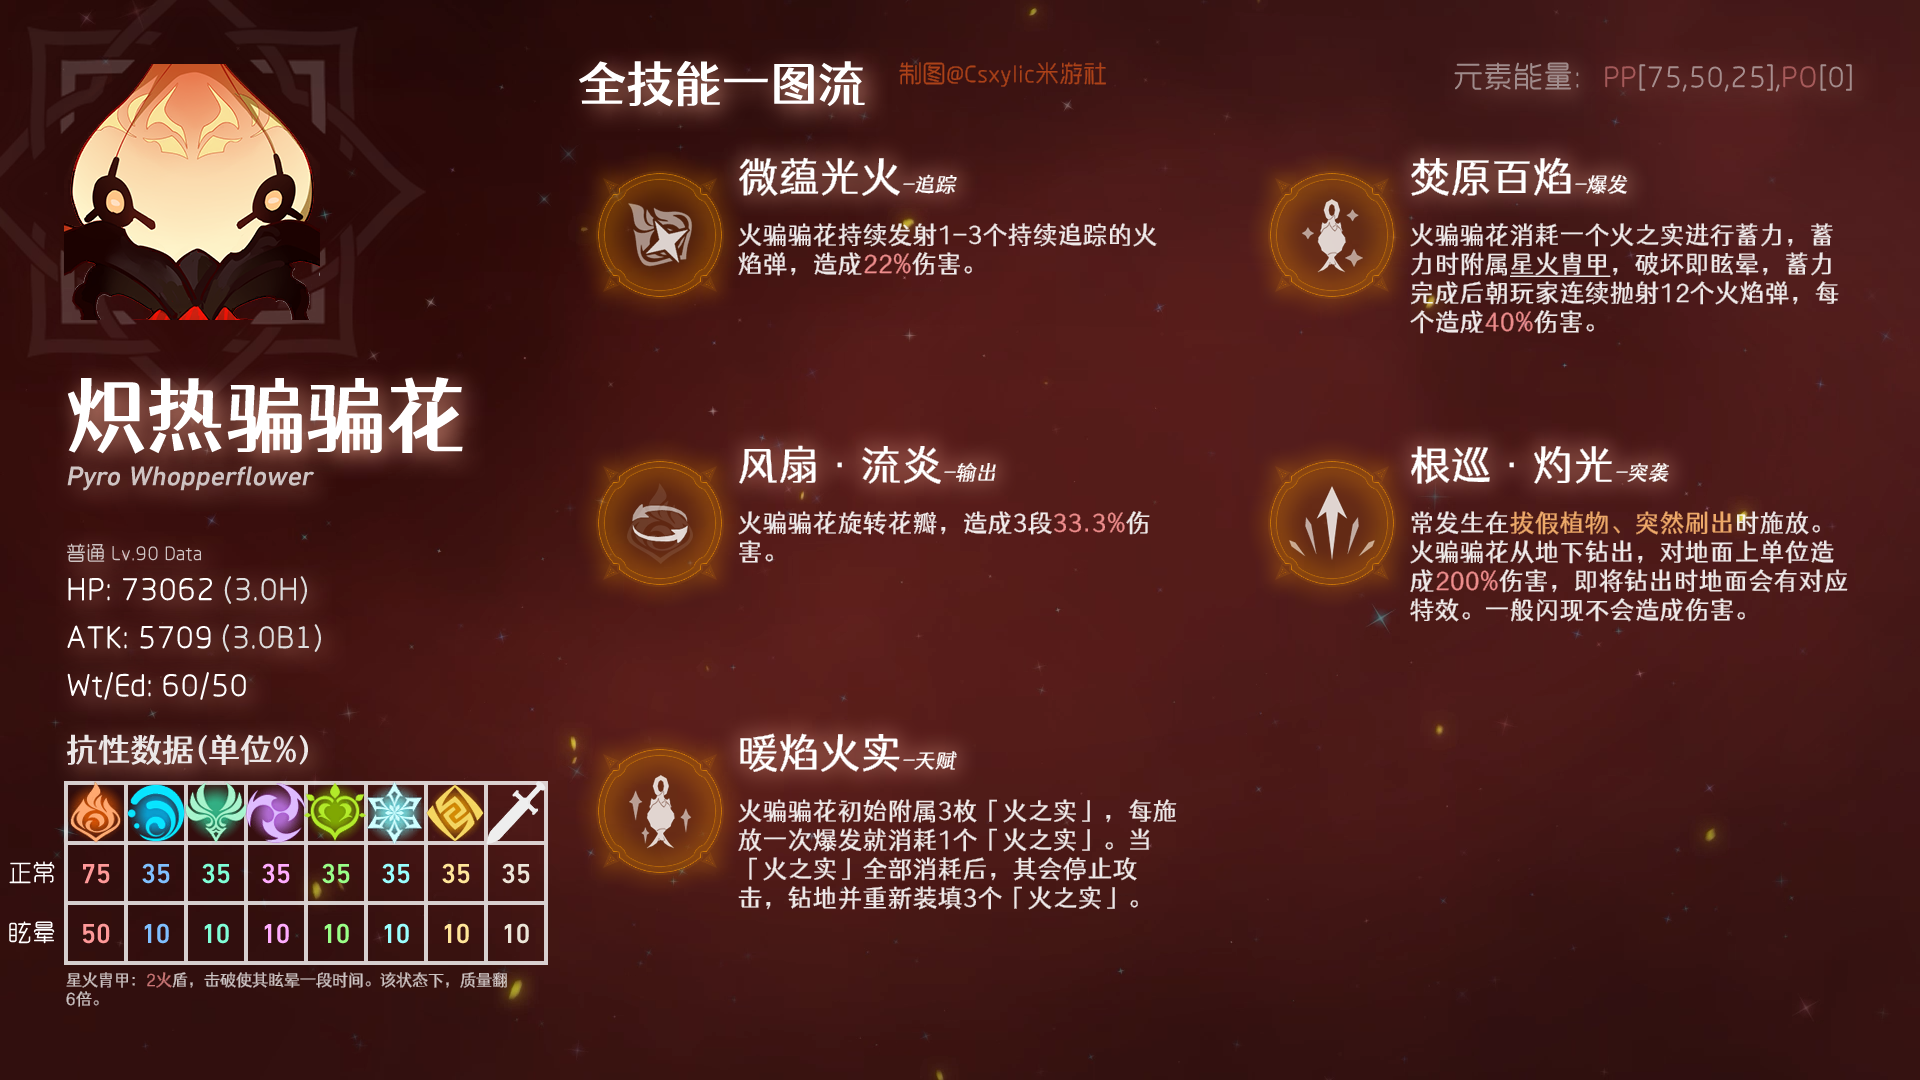 炽热骗骗花
Pyro Whopperflower
普通 Lv.90 Data
HP: 73062 (3.0H)
ATK: 5709 (3.0B1)
Wt/Ed: 60/50
抗性数据(单位%)
正常 75 35 35 35 35 35 35 35
眩晕 50 10 10 10 10 10 10 10
星火胄甲：2火盾，击破使其眩晕一段时间。该状态下，质量翻
6倍。
全技能一图流
制图@Csxylic米游社
元素能量：PP[75,50,25],PO[0]
微蕴光火–追踪
火骗骗花持续发射1–3个持续追踪的火
焰弹，造成22%伤害。
焚原百焰–爆发
火骗骗花消耗一个火之实进行蓄力，蓄
力时附属星火胄甲，破坏即眩晕，蓄力
完成后朝玩家连续抛射12个火焰弹，每
个造成40%伤害。
风扇 · 流炎–输出
火骗骗花旋转花瓣，造成3段33.3%伤
害。
根巡 · 灼光–突袭
常发生在拔假植物、突然刷出时施放。
火骗骗花从地下钻出，对地面上单位造
成200%伤害，即将钻出时地面会有对应
特效。一般闪现不会造成伤害。
暖焰火实–天赋
火骗骗花初始附属3枚「火之实」，每施
放一次爆发就消耗1个「火之实」。当
「火之实」全部消耗后，其会停止攻
击，钻地并重新装填3个「火之实」。